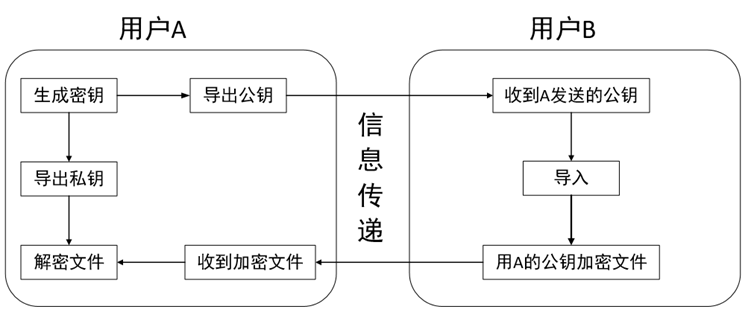 用户A
用户B
生成密钥
导出公钥
收到A发送的公钥
信息传递
导出私钥
导入
解密文件
收到加密文件
用A的公钥加密文件